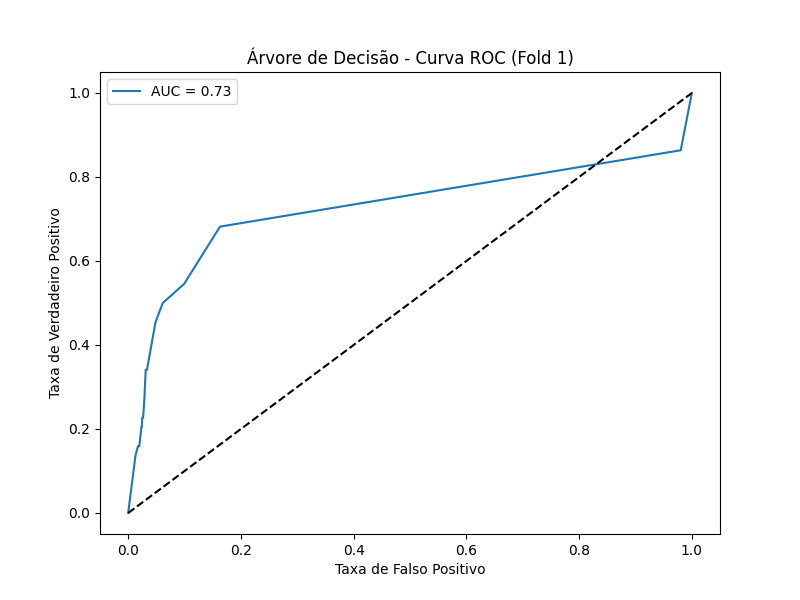 Árvore de Decisão - Curva ROC (Fold 1)
AUC = 0.73
1.0
0.8
0.6
0.4
0.2
0.0
Taxa de Verdadeiro Positivo
0.0 0.2 0.4 0.6 0.8 1.0
Taxa de Falso Positivo